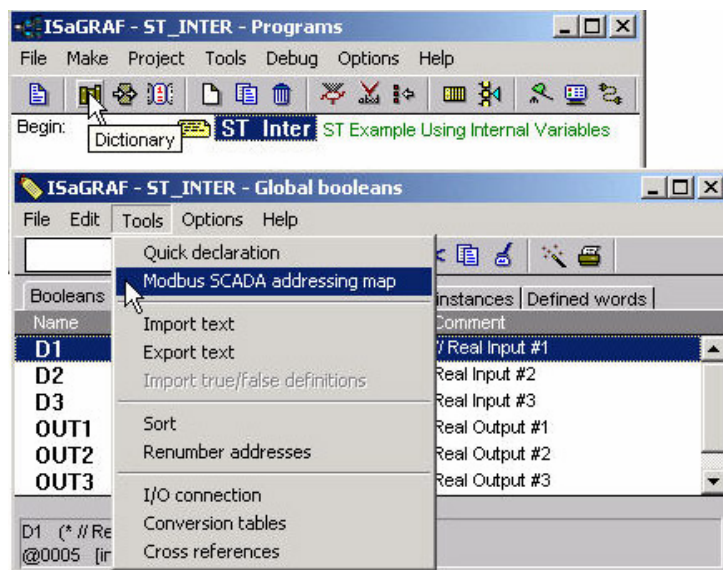 ISaGRAF - ST_INTER - Programs
File Make Project Tools Debug Options Help
Begin: ST_Inter ST Example Using Internal Variables
Dictionary
ISaGRAF - ST_INTER - Global booleans
File Edit Tools Options Help
Quick declaration
Modbus SCADA addressing map
Import text
Export text
Import true/false definitions
Sort
Renumber addresses
I/O connection
Conversion tables
Cross references
Booleans instances Defined words
Name Comment
D1 // Real Input #1
D2 Real Input #2
D3 Real Input #3
OUT1 Real Output #1
OUT2 Real Output #2
OUT3 Real Output #3
D1 (* // Re
@0005 [in